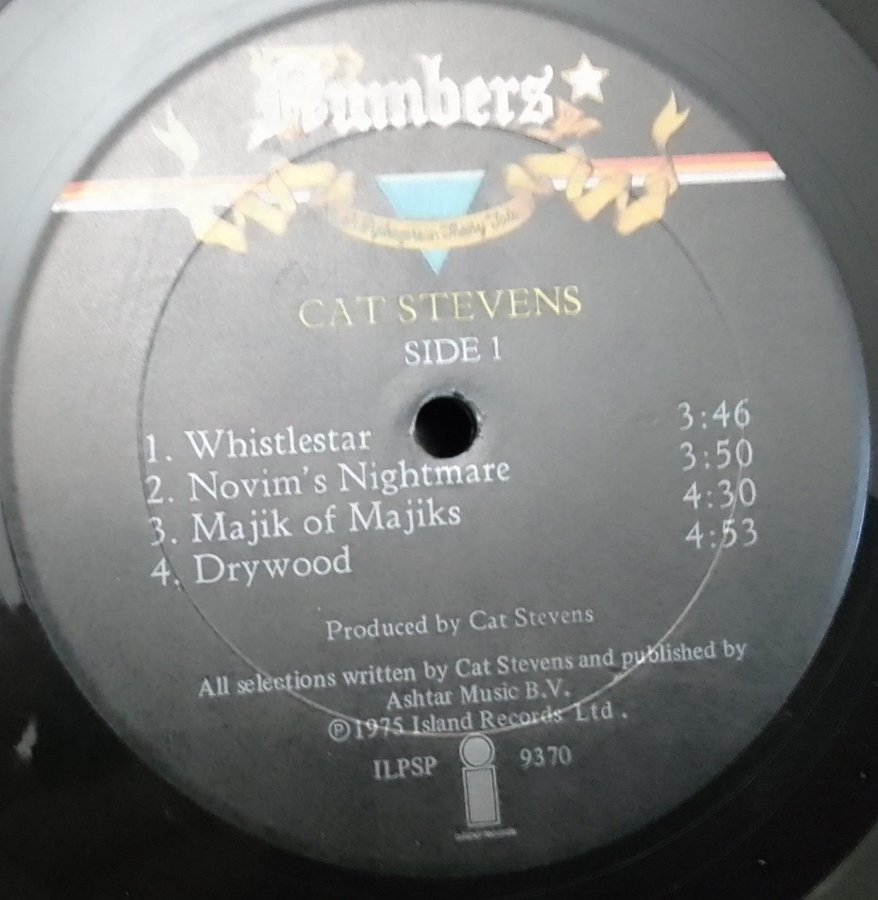 Numbers
A Pythagorean Theory Tale
CAT STEVENS
SIDE 1
1. Whistlestar 3:46
2. Novim's Nightmare 3:50
3. Majik of Majiks 4:30
4. Drywood 4:53
Produced by Cat Stevens
All selections written by Cat Stevens and published by
Ashtar Music B.V.
℗1975 Island Records Ltd.
ILPSP 9370